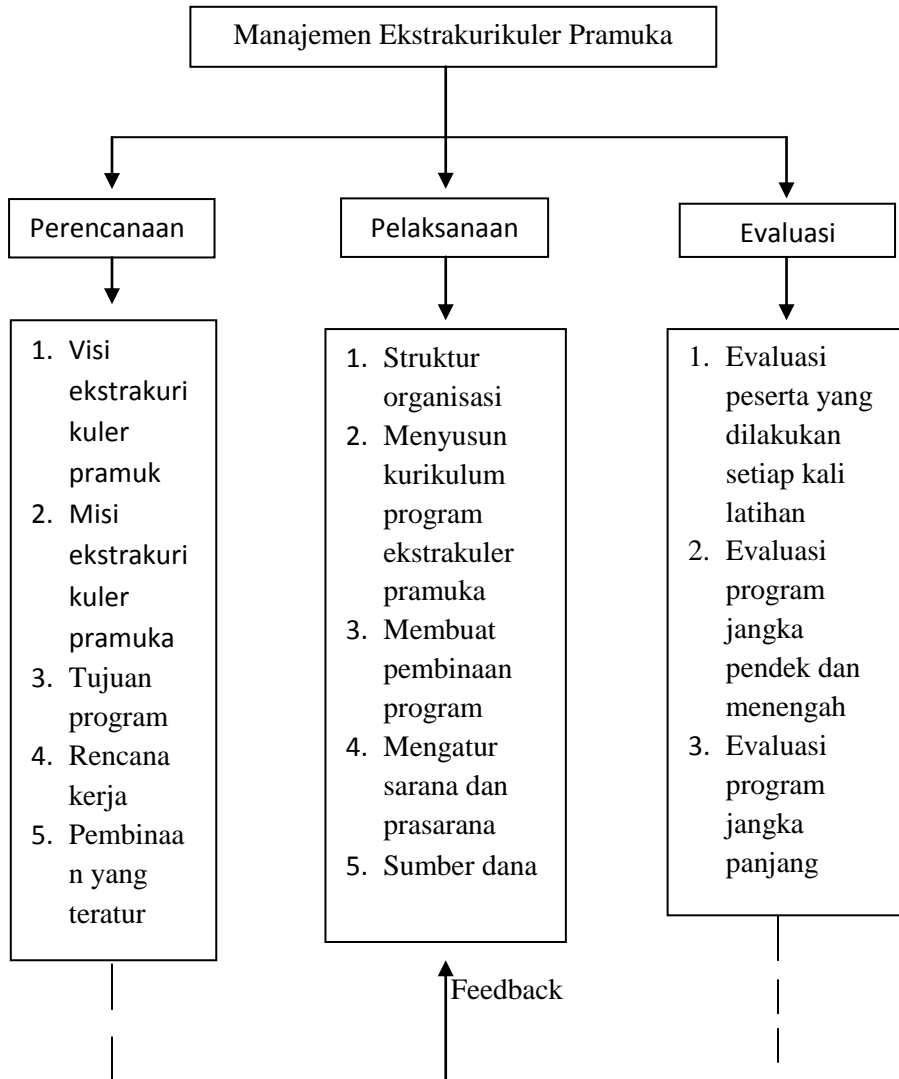 Manajemen Ekstrakurikuler Pramuka
Perencanaan
Pelaksanaan
Evaluasi
1. Visi
ekstrakuri
kuler
pramuk
2. Misi
ekstrakuri
kuler
pramuka
3. Tujuan
program
4. Rencana
kerja
5. Pembinaa
n yang
teratur
1. Struktur
organisasi
2. Menyusun
kurikulum
program
ekstrakuler
pramuka
3. Membuat
pembinaan
program
4. Mengatur
sarana dan
prasarana
5. Sumber dana
1. Evaluasi
peserta yang
dilakukan
setiap kali
latihan
2. Evaluasi
program
jangka
pendek dan
menengah
3. Evaluasi
program
jangka
panjang
Feedback